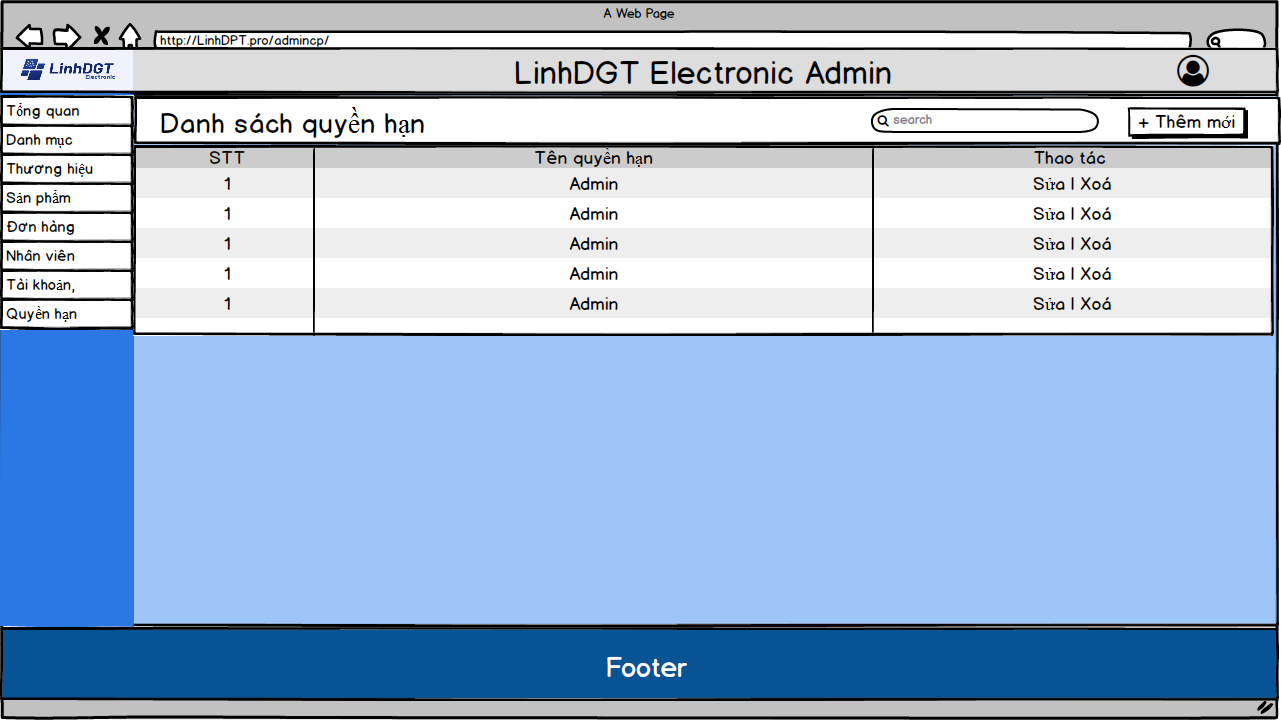 A Web Page
http://LinhDPT.pro/admincp/
LinhDGT
Electronic
LinhDGT Electronic Admin
Tổng quan
Danh mục
Thương hiệu
Sản phẩm
Đơn hàng
Nhân viên
Tài khoản,
Quyền hạn
Danh sách quyền hạn
search
+ Thêm mới
STT Tên quyền hạn Thao tác
1 Admin Sửa | Xoá
1 Admin Sửa | Xoá
1 Admin Sửa | Xoá
1 Admin Sửa | Xoá
1 Admin Sửa | Xoá
Footer